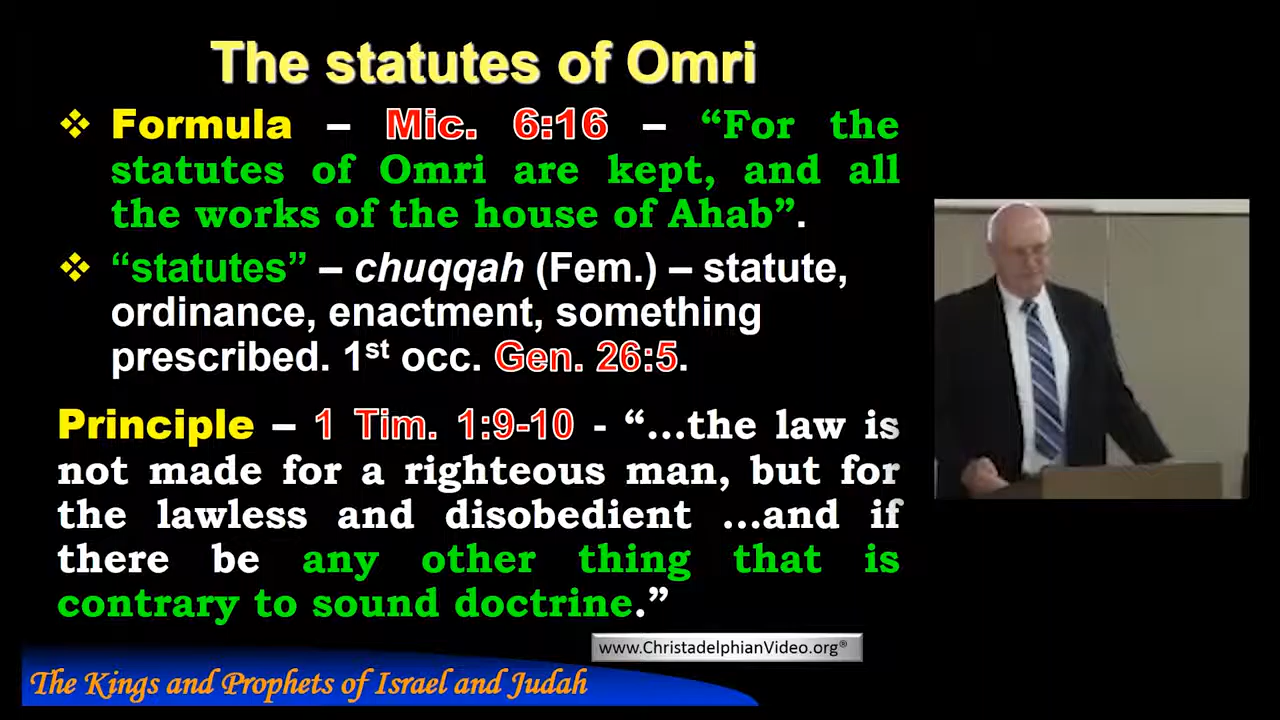 The statutes of Omri
❖ Formula – Mic. 6:16 – “For the
statutes of Omri are kept, and all
the works of the house of Ahab”.
❖ “statutes” – chuqqah (Fem.) – statute,
ordinance, enactment, something
prescribed. 1st occ. Gen. 26:5.
Principle – 1 Tim. 1:9-10 - “…the law is
not made for a righteous man, but for
the lawless and disobedient …and if
there be any other thing that is
contrary to sound doctrine.”
www.ChristadelphianVideo.org®
The Kings and Prophets of Israel and Judah